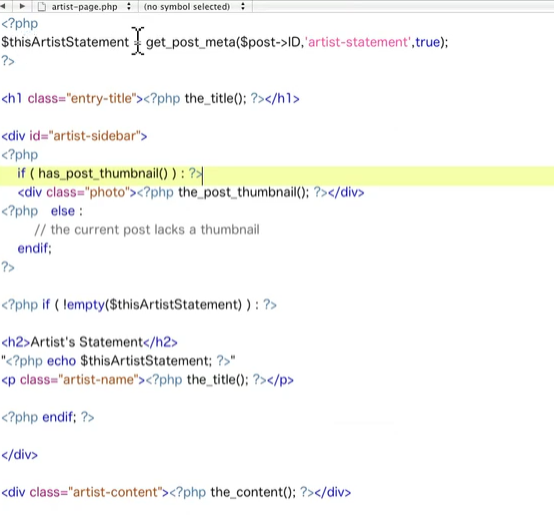 artist-page.php (no symbol selected)
<?php
$thisArtistStatement = get_post_meta($post->ID,'artist-statement',true);
?>
<h1 class="entry-title"><?php the_title(); ?></h1>
<div id="artist-sidebar">
<?php
if ( has_post_thumbnail() ) : ?>
<div class="photo"><?php the_post_thumbnail(); ?></div>
<?php else :
// the current post lacks a thumbnail
endif;
?>
<?php if ( !empty($thisArtistStatement) ) : ?>
<h2>Artist's Statement</h2>
"<?php echo $thisArtistStatement; ?>"
<p class="artist-name"><?php the_title(); ?></p>
<?php endif; ?>
</div>
<div class="artist-content"><?php the_content(); ?></div>